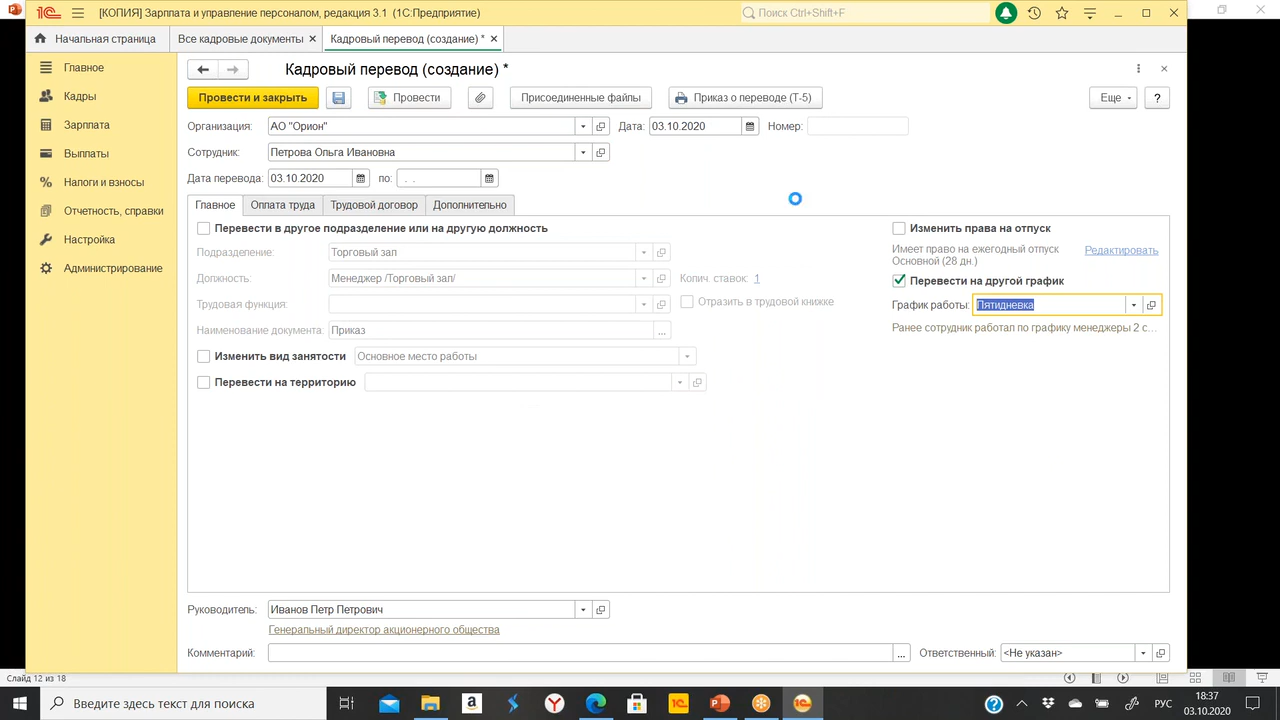 [КОПИЯ] Зарплата и управление персоналом, редакция 3.1 (1С:Предприятие)
Поиск Ctrl+Shift+F
Начальная страница
Все кадровые документы
Кадровый перевод (создание) *
Главное
Кадры
Зарплата
Выплаты
Налоги и взносы
Отчетность, справки
Настройка
Администрирование
Кадровый перевод (создание) *
Провести и закрыть
Провести
Присоединенные файлы
Приказ о переводе (Т-5)
Еще
?
Организация: АО "Орион" Дата: 03.10.2020 Номер:
Сотрудник: Петрова Ольга Ивановна
Дата перевода: 03.10.2020 по: . .
Главное Оплата труда Трудовой договор Дополнительно
Перевести в другое подразделение или на другую должность
Подразделение: Торговый зал
Должность: Менеджер /Торговый зал/ Колич. ставок: 1
Трудовая функция: Отразить в трудовой книжке
Наименование документа: Приказ ...
Изменить вид занятости Основное место работы
Перевести на территорию
Изменить права на отпуск
Имеет право на ежегодный отпуск Редактировать
Основной (28 дн.)
Перевести на другой график
График работы: Пятидневка
Ранее сотрудник работал по графику менеджеры 2 с...
Руководитель: Иванов Петр Петрович
Генеральный директор акционерного общества
Комментарий: ... Ответственный: <Не указан>
Слайд 12 из 18
Введите здесь текст для поиска
РУС
18:37
03.10.2020